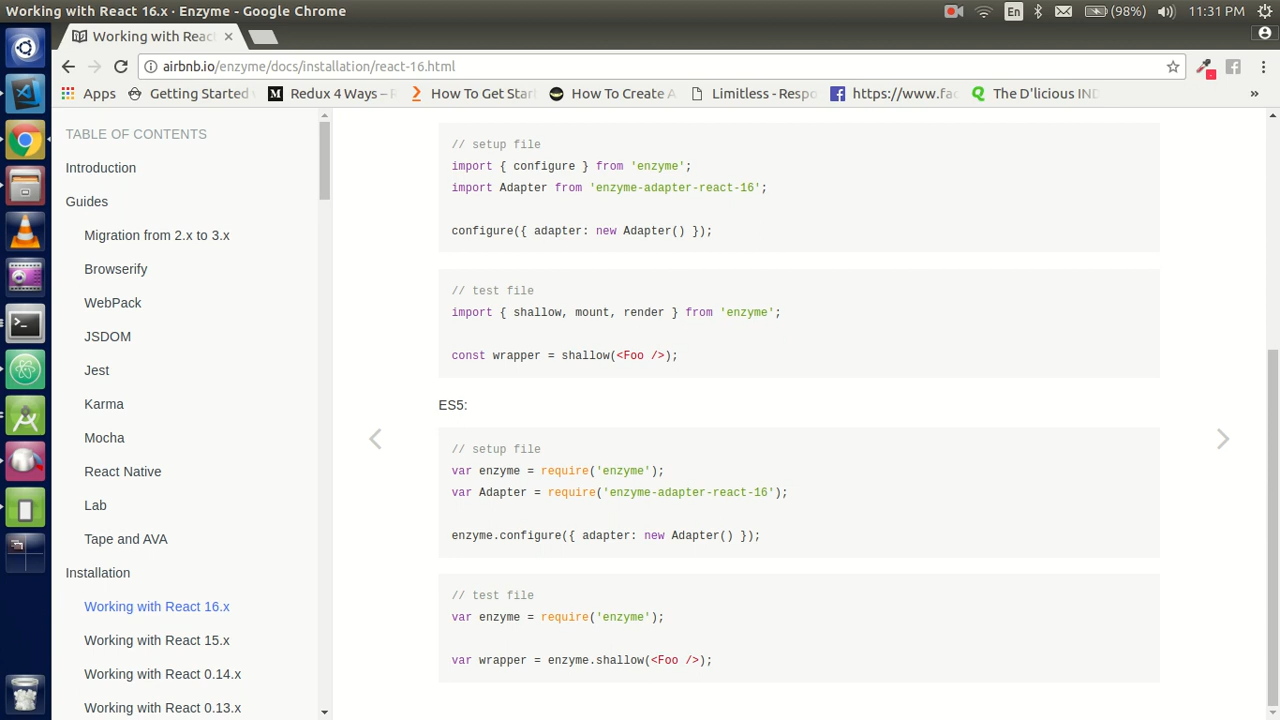 Working with React 16.x · Enzyme - Google Chrome
En
(98%)
11:31 PM
Working with Reac
airbnb.io/enzyme/docs/installation/react-16.html
Apps
Getting Started
Redux 4 Ways –
How To Get Star
How To Create A
Limitless - Respo
https://www.fac
The D'licious IND
»
TABLE OF CONTENTS
Introduction
Guides
Migration from 2.x to 3.x
Browserify
WebPack
JSDOM
Jest
Karma
Mocha
React Native
Lab
Tape and AVA
Installation
Working with React 16.x
Working with React 15.x
Working with React 0.14.x
Working with React 0.13.x
// setup file
import { configure } from 'enzyme';
import Adapter from 'enzyme-adapter-react-16';
configure({ adapter: new Adapter() });
// test file
import { shallow, mount, render } from 'enzyme';
const wrapper = shallow(<Foo />);
ES5:
// setup file
var enzyme = require('enzyme');
var Adapter = require('enzyme-adapter-react-16');
enzyme.configure({ adapter: new Adapter() });
// test file
var enzyme = require('enzyme');
var wrapper = enzyme.shallow(<Foo />);